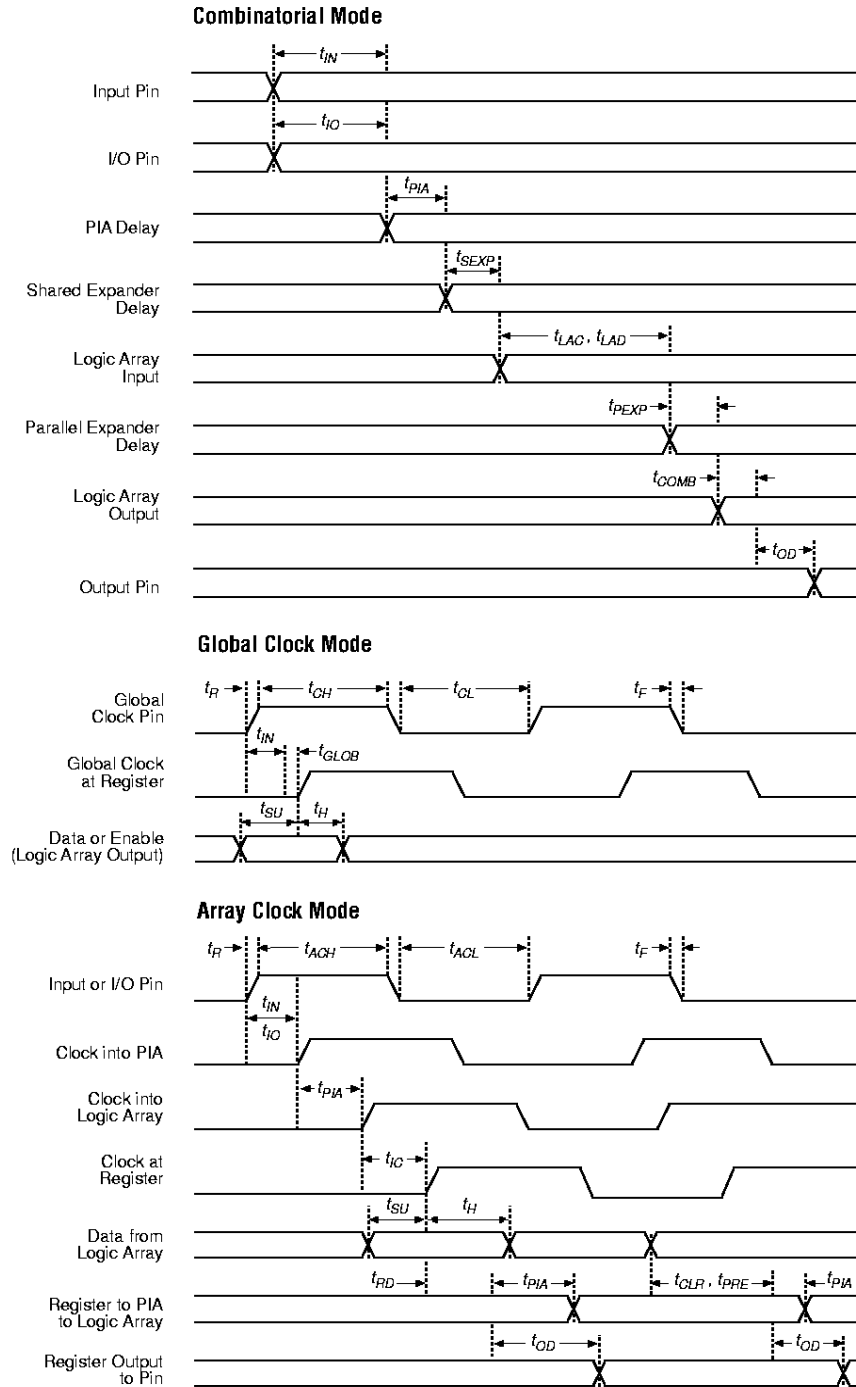 Combinatorial Mode
tIN
Input Pin
tIO
I/O Pin
tPIA
PIA Delay
tSEXP
Shared Expander
Delay
tLAC , tLAD
Logic Array
Input
tPEXP
Parallel Expander
Delay
tCOMB
Logic Array
Output
tOD
Output Pin
Global Clock Mode
tR tCH tCL tF
Global
Clock Pin
tIN tGLOB
Global Clock
at Register
tSU tH
Data or Enable
(Logic Array Output)
Array Clock Mode
tR tACH tACL tF
Input or I/O Pin
tIN
tIO
Clock into PIA
tPIA
Clock into
Logic Array
tIC
Clock at
Register
tSU tH
Data from
Logic Array
tRD tPIA tCLR , tPRE tPIA
Register to PIA
to Logic Array
tOD tOD
Register Output
to Pin